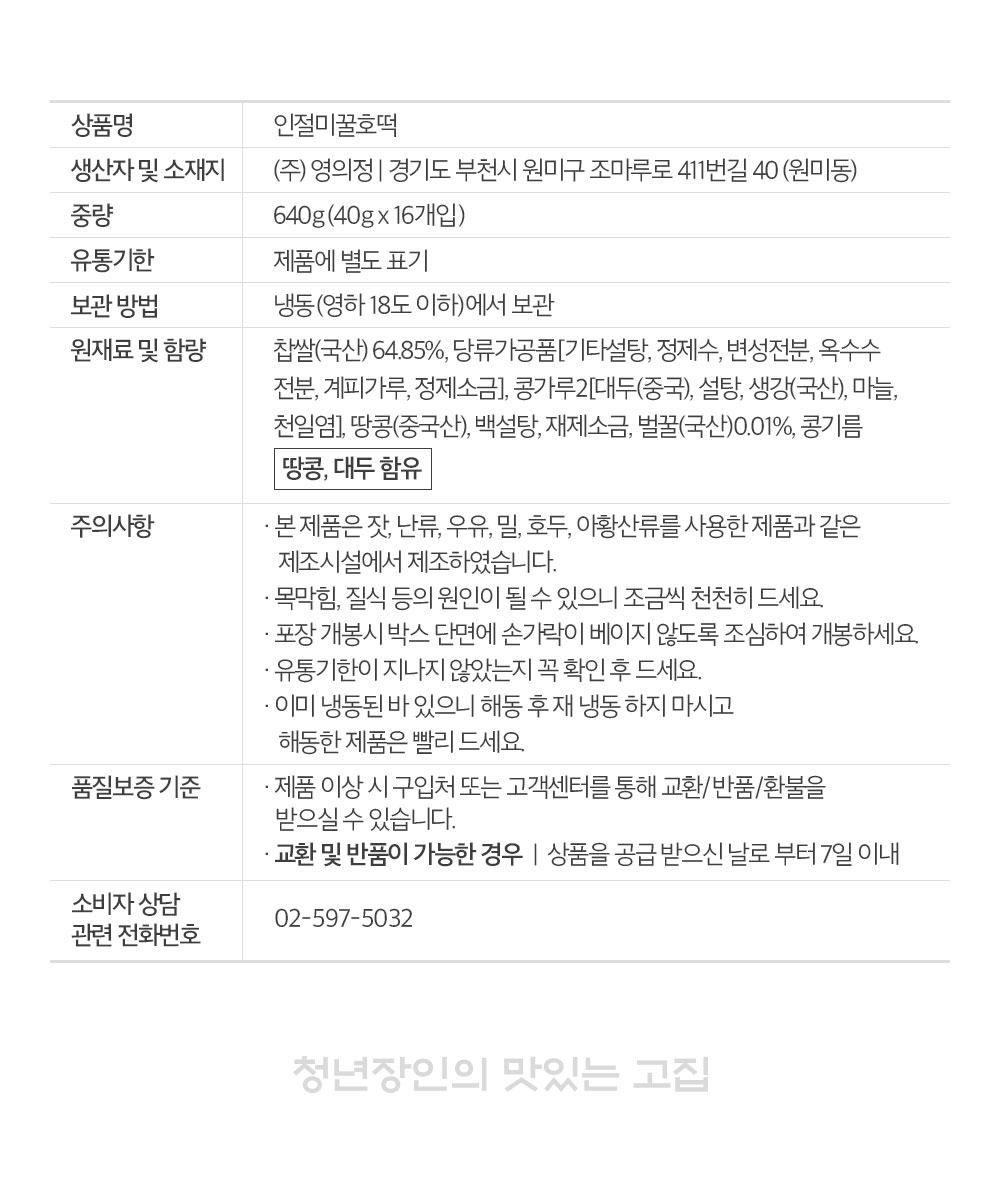 상품명
인절미꿀호떡
생산자 및 소재지
(주) 영의정 | 경기도 부천시 원미구 조마루로 411번길 40 (원미동)
중량
640g (40g x 16개입)
유통기한
제품에 별도 표기
보관 방법
냉동(영하 18도 이하)에서 보관
원재료 및 함량
찹쌀(국산) 64.85%, 당류가공품[기타설탕, 정제수, 변성전분, 옥수수
전분, 계피가루, 정제소금], 콩가루2[대두(중국), 설탕, 생강(국산), 마늘,
천일염], 땅콩(중국산), 백설탕, 재제소금, 벌꿀(국산)0.01%, 콩기름
땅콩, 대두 함유
주의사항
· 본 제품은 잣, 난류, 우유, 밀, 호두, 아황산류를 사용한 제품과 같은
제조시설에서 제조하였습니다.
· 목막힘, 질식 등의 원인이 될 수 있으니 조금씩 천천히 드세요.
· 포장 개봉시 박스 단면에 손가락이 베이지 않도록 조심하여 개봉하세요.
· 유통기한이 지나지 않았는지 꼭 확인 후 드세요.
· 이미 냉동된 바 있으니 해동 후 재 냉동 하지 마시고
해동한 제품은 빨리 드세요.
품질보증 기준
· 제품 이상 시 구입처 또는 고객센터를 통해 교환/반품/환불을
받으실 수 있습니다.
· 교환 및 반품이 가능한 경우 | 상품을 공급 받으신 날로 부터 7일 이내
소비자 상담
관련 전화번호
02-597-5032
청년장인의 맛있는 고집